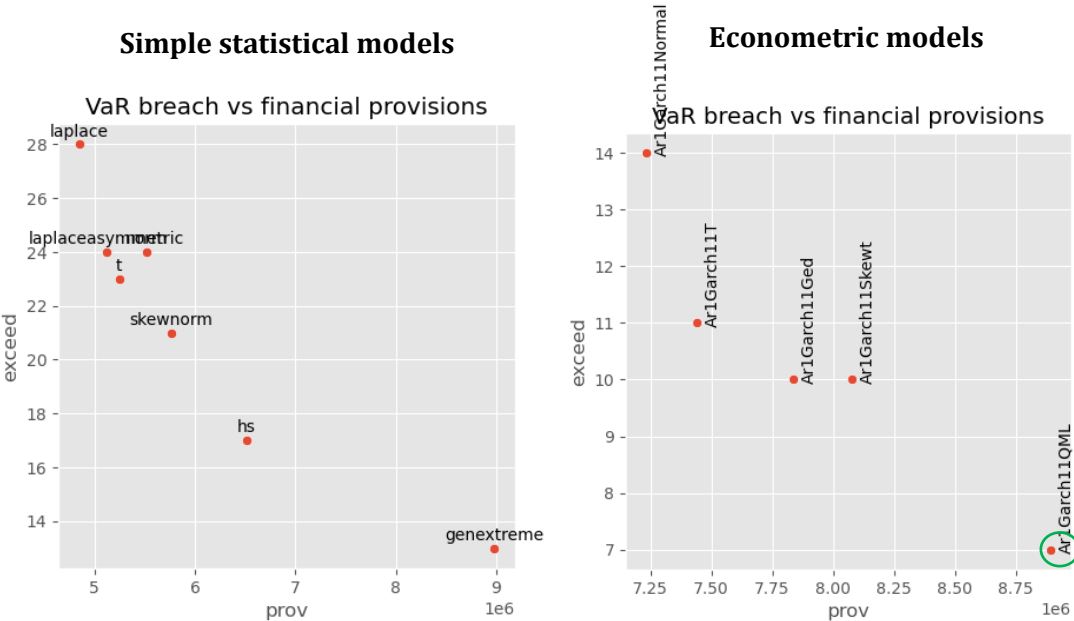 Simple statistical models
VaR breach vs financial provisions
exceed
28
26
24
22
20
18
16
14
laplace
laplaceasymmetric
norm
t
skewnorm
hs
genextreme
5
6
7
8
9
1e6
prov
Econometric models
VaR breach vs financial provisions
exceed
14
13
12
11
10
9
8
7
Ar1Garch11Normal
Ar1Garch11T
Ar1Garch11Ged
Ar1Garch11Skewt
Ar1Garch11QML
7.25
7.50
7.75
8.00
8.25
8.50
8.75
1e6
prov